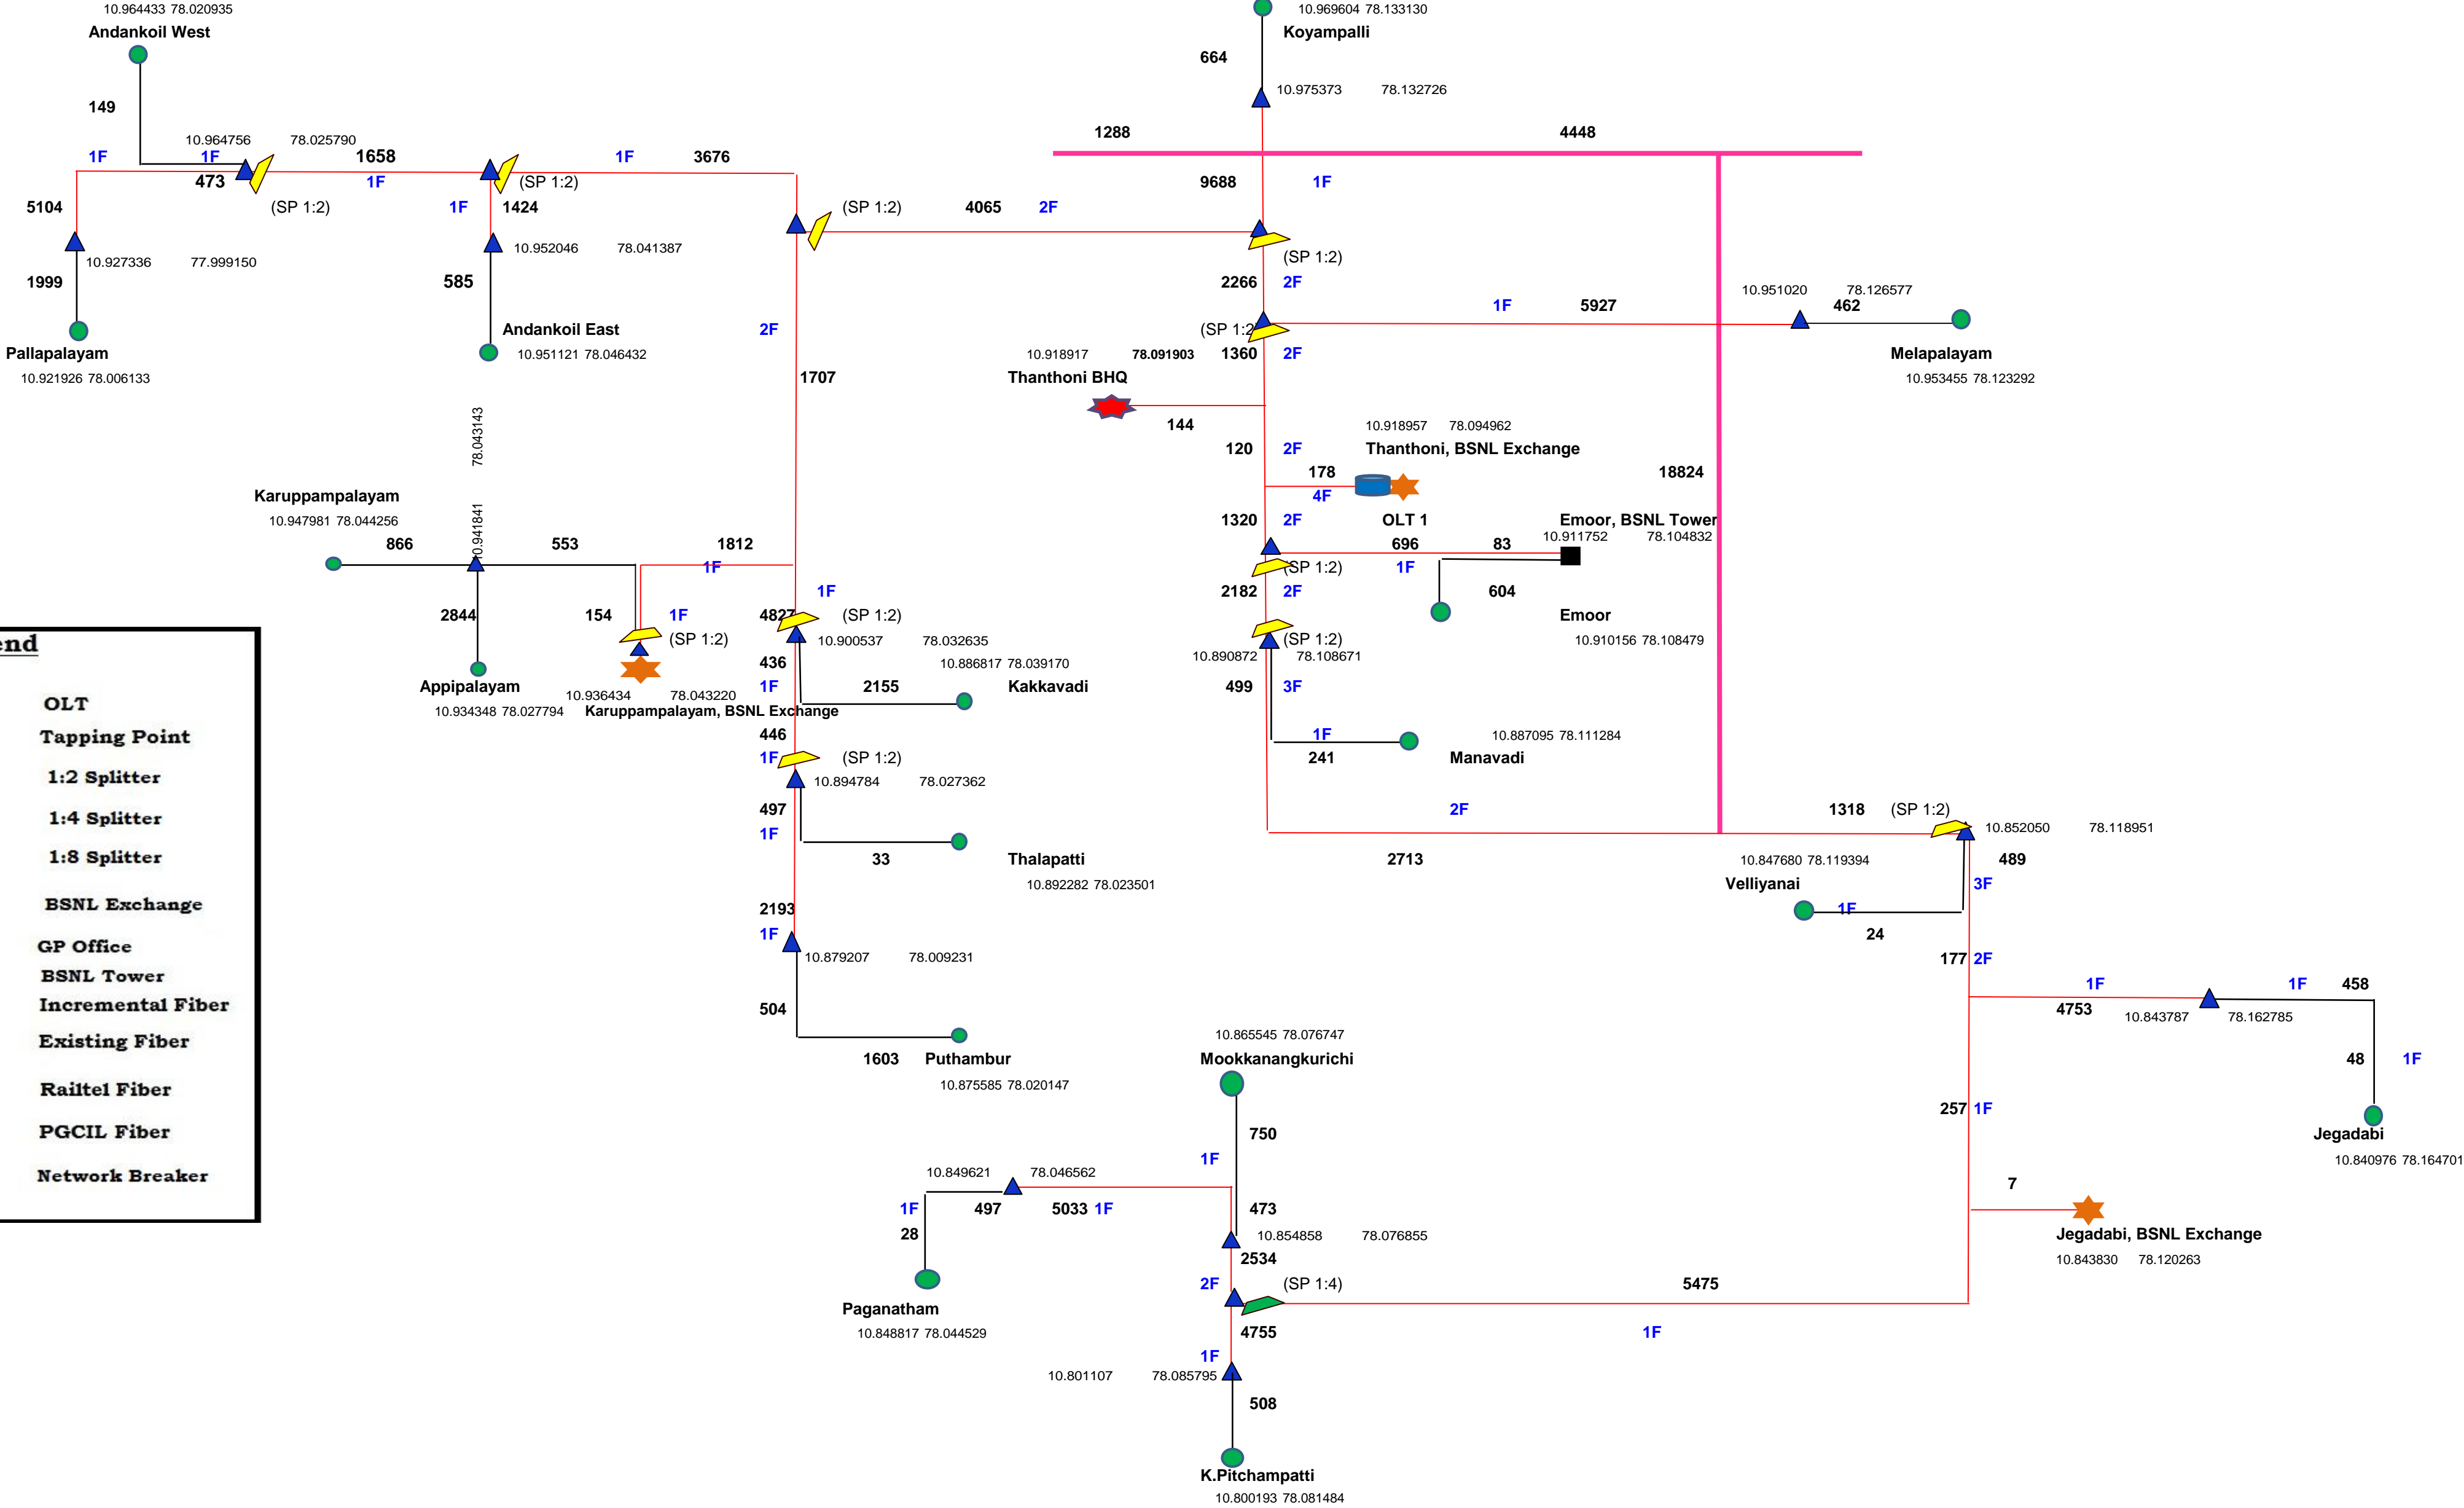 10.964433 78.020935
Andankoil West
10.969604 78.133130
Koyampalli
664
10.975373 78.132726
149
1288
4448
10.964756 78.025790
1F
1F
1658
1F
3676
473
1F
(SP 1:2)
9688
1F
5104
(SP 1:2)
1F
1424
(SP 1:2)
4065
2F
10.952046 78.041387
10.927336 77.999150
(SP 1:2)
1999
585
2266
2F
10.951020 78.126577
1F
5927
462
Andankoil East
2F
(SP 1:2
Pallapalayam
10.951121 78.046432
10.918917 78.091903
1360
2F
Melapalayam
10.921926 78.006133
1707
Thanthoni BHQ
10.953455 78.123292
144
10.918957 78.094962
120
2F
Thanthoni, BSNL Exchange
10.941841 78.043143
178
18824
4F
Karuppampalayam
10.947981 78.044256
1320
2F
OLT 1
Emoor, BSNL Tower
10.911752 78.104832
866
553
1812
696
83
1F
(SP 1:2)
1F
1F
2182
2F
604
2844
154
1F
4827
(SP 1:2)
Emoor
(SP 1:2)
10.900537 78.032635
(SP 1:2)
10.910156 78.108479
end
10.890872 78.108671
436
10.886817 78.039170
Appipalayam
10.936434 78.043220
1F
2155
Kakkavadi
499
3F
OLT
10.934348 78.027794
Karuppampalayam, BSNL Exchange
446
1F
10.887095 78.111284
Tapping Point
1F
(SP 1:2)
241
Manavadi
1:2 Splitter
10.894784 78.027362
497
2F
1318
(SP 1:2)
1:4 Splitter
1F
10.852050 78.118951
1:8 Splitter
33
Thalapatti
2713
10.847680 78.119394
489
10.892282 78.023501
Velliyanai
3F
BSNL Exchange
2193
1F
1F
24
GP Office
10.879207 78.009231
177
2F
BSNL Tower
1F
1F
458
Incremental Fiber
504
4753
10.843787 78.162785
Existing Fiber
10.865545 78.076747
1603
Puthambur
Mookkanangkurichi
48
1F
Railtel Fiber
10.875585 78.020147
257
1F
PGCIL Fiber
750
Jegadabi
1F
10.840976 78.164701
Network Breaker
10.849621 78.046562
7
1F
497
5033
1F
473
28
10.854858 78.076855
Jegadabi, BSNL Exchange
2534
10.843830 78.120263
2F
(SP 1:4)
5475
Paganatham
10.848817 78.044529
4755
1F
1F
10.801107 78.085795
508
K.Pitchampatti
10.800193 78.081484